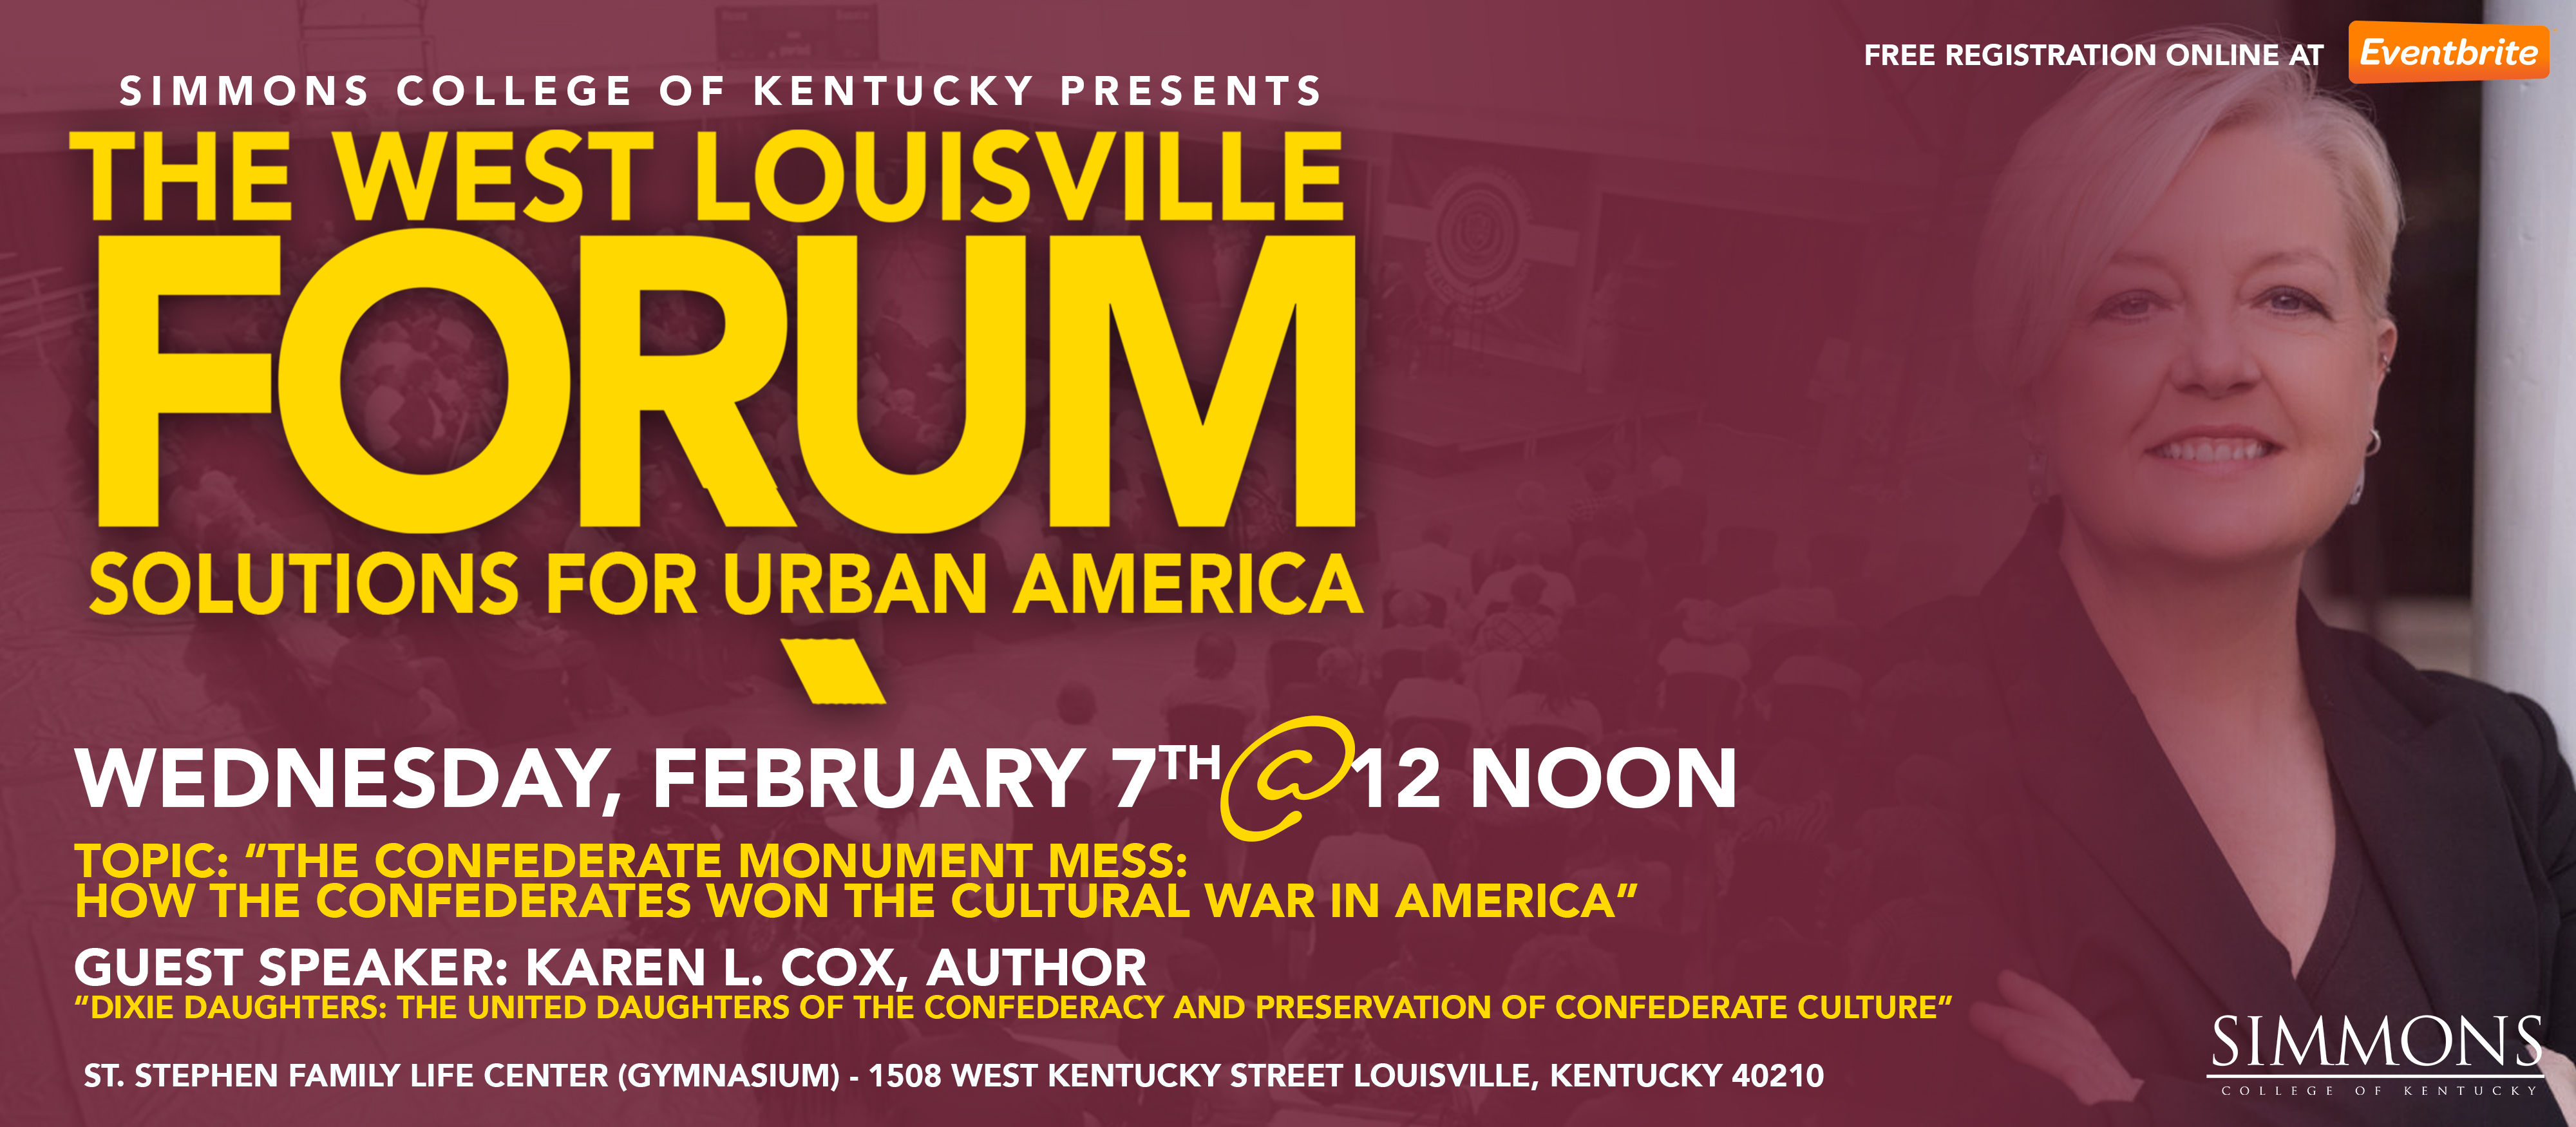 SIMMONS COLLEGE OF KENTUCKY PRESENTS
FREE REGISTRATION ONLINE AT Eventbrite
THE WEST LOUISVILLE
FORUM
SOLUTIONS FOR URBAN AMERICA
WEDNESDAY, FEBRUARY 7TH @ 12 NOON
TOPIC: “THE CONFEDERATE MONUMENT MESS:
HOW THE CONFEDERATES WON THE CULTURAL WAR IN AMERICA”
GUEST SPEAKER: KAREN L. COX, AUTHOR
“DIXIE DAUGHTERS: THE UNITED DAUGHTERS OF THE CONFEDERACY AND PRESERVATION OF CONFEDERATE CULTURE”
ST. STEPHEN FAMILY LIFE CENTER (GYMNASIUM) - 1508 WEST KENTUCKY STREET LOUISVILLE, KENTUCKY 40210
SIMMONS
COLLEGE OF KENTUCKY